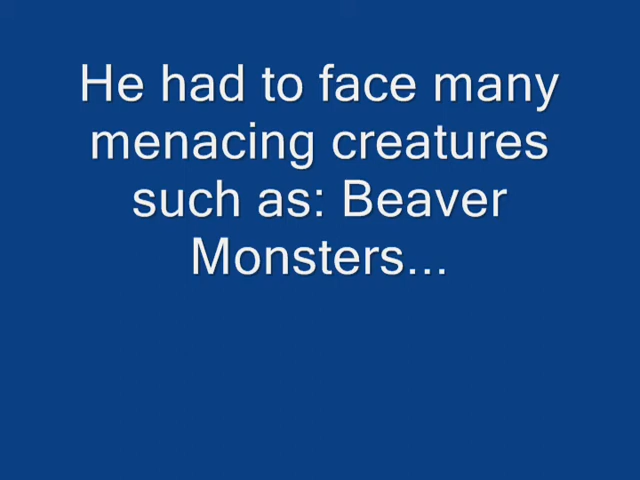 He had to face many
menacing creatures
such as: Beaver
Monsters...